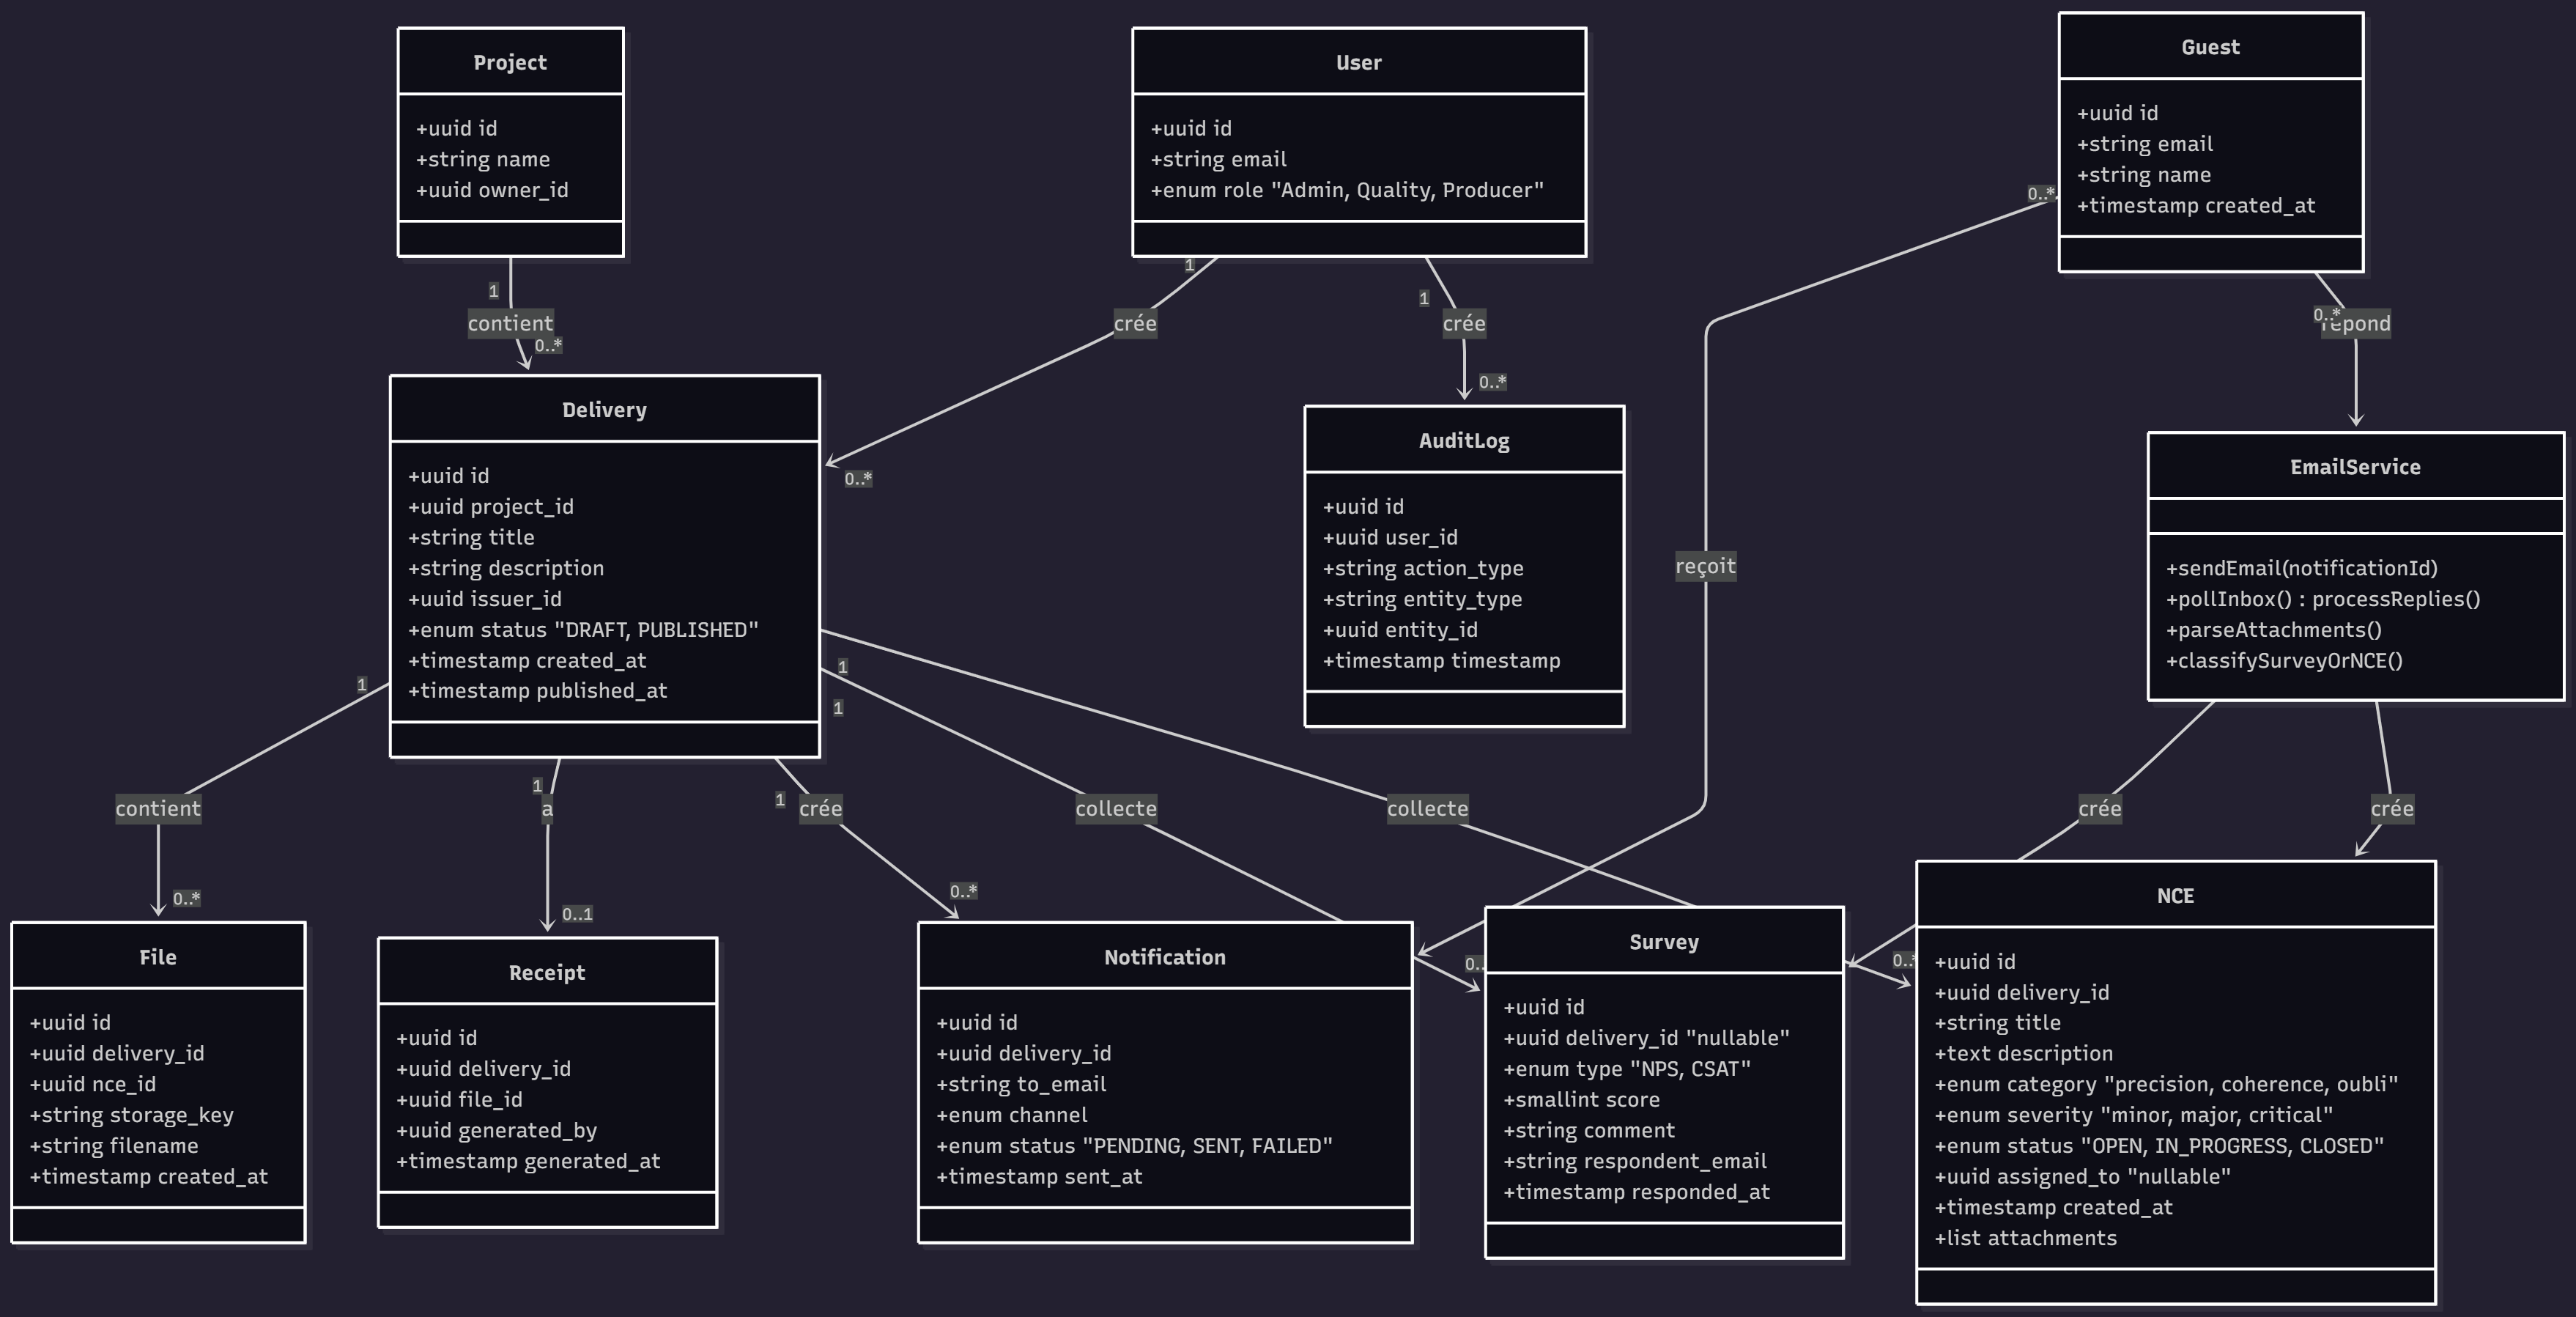 Project
+uuid id
+string name
+uuid owner_id
User
+uuid id
+string email
+enum role "Admin, Quality, Producer"
Guest
+uuid id
+string email
+string name
+timestamp created_at
1
contient
0..*
1
crée
0..*
1
crée
0..*
0..*
reçoit
0..*
répond
Delivery
+uuid id
+uuid project_id
+string title
+string description
+uuid issuer_id
+enum status "DRAFT, PUBLISHED"
+timestamp created_at
+timestamp published_at
AuditLog
+uuid id
+uuid user_id
+string action_type
+string entity_type
+uuid entity_id
+timestamp timestamp
EmailService
+sendEmail(notificationId)
+pollInbox() : processReplies()
+parseAttachments()
+classifySurveyOrNCE()
1
contient
0..*
1
a
0..1
1
crée
0..*
1
collecte
0..
1
collecte
0..*
crée
crée
File
+uuid id
+uuid delivery_id
+uuid nce_id
+string storage_key
+string filename
+timestamp created_at
Receipt
+uuid id
+uuid delivery_id
+uuid file_id
+uuid generated_by
+timestamp generated_at
Notification
+uuid id
+uuid delivery_id
+string to_email
+enum channel
+enum status "PENDING, SENT, FAILED"
+timestamp sent_at
Survey
+uuid id
+uuid delivery_id "nullable"
+enum type "NPS, CSAT"
+smallint score
+string comment
+string respondent_email
+timestamp responded_at
NCE
+uuid id
+uuid delivery_id
+string title
+text description
+enum category "precision, coherence, oubli"
+enum severity "minor, major, critical"
+enum status "OPEN, IN_PROGRESS, CLOSED"
+uuid assigned_to "nullable"
+timestamp created_at
+list attachments